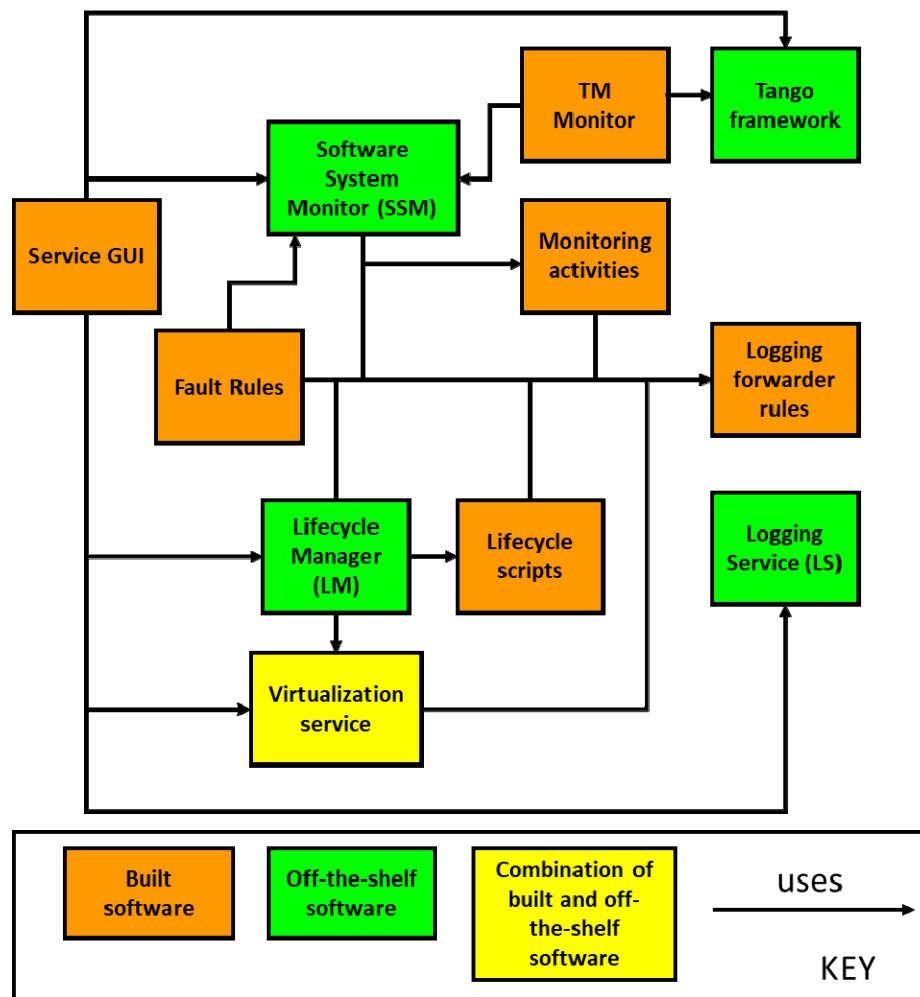 TM
Monitor
Tango
framework
Software
System
Monitor (SSM)
Service GUI
Monitoring
activities
Fault Rules
Logging
forwarder
rules
Lifecycle
Manager
(LM)
Lifecycle
scripts
Logging
Service (LS)
Virtualization
service
Built
software
Off-the-shelf
software
Combination of
built and off-
the-shelf
software
uses
KEY